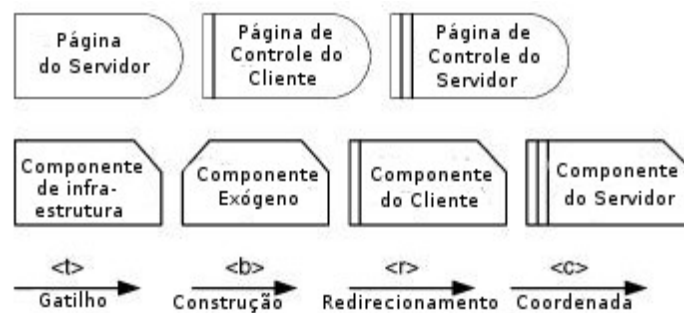 Página
do Servidor
Página de
Controle do
Cliente
Página de
Controle do
Servidor
Componente
de infra-
estrutura
Componente
Exógeno
Componente
do Cliente
Componente
do Servidor
<t>
Gatilho
<b>
Construção
<r>
Redirecionamento
<c>
Coordenada